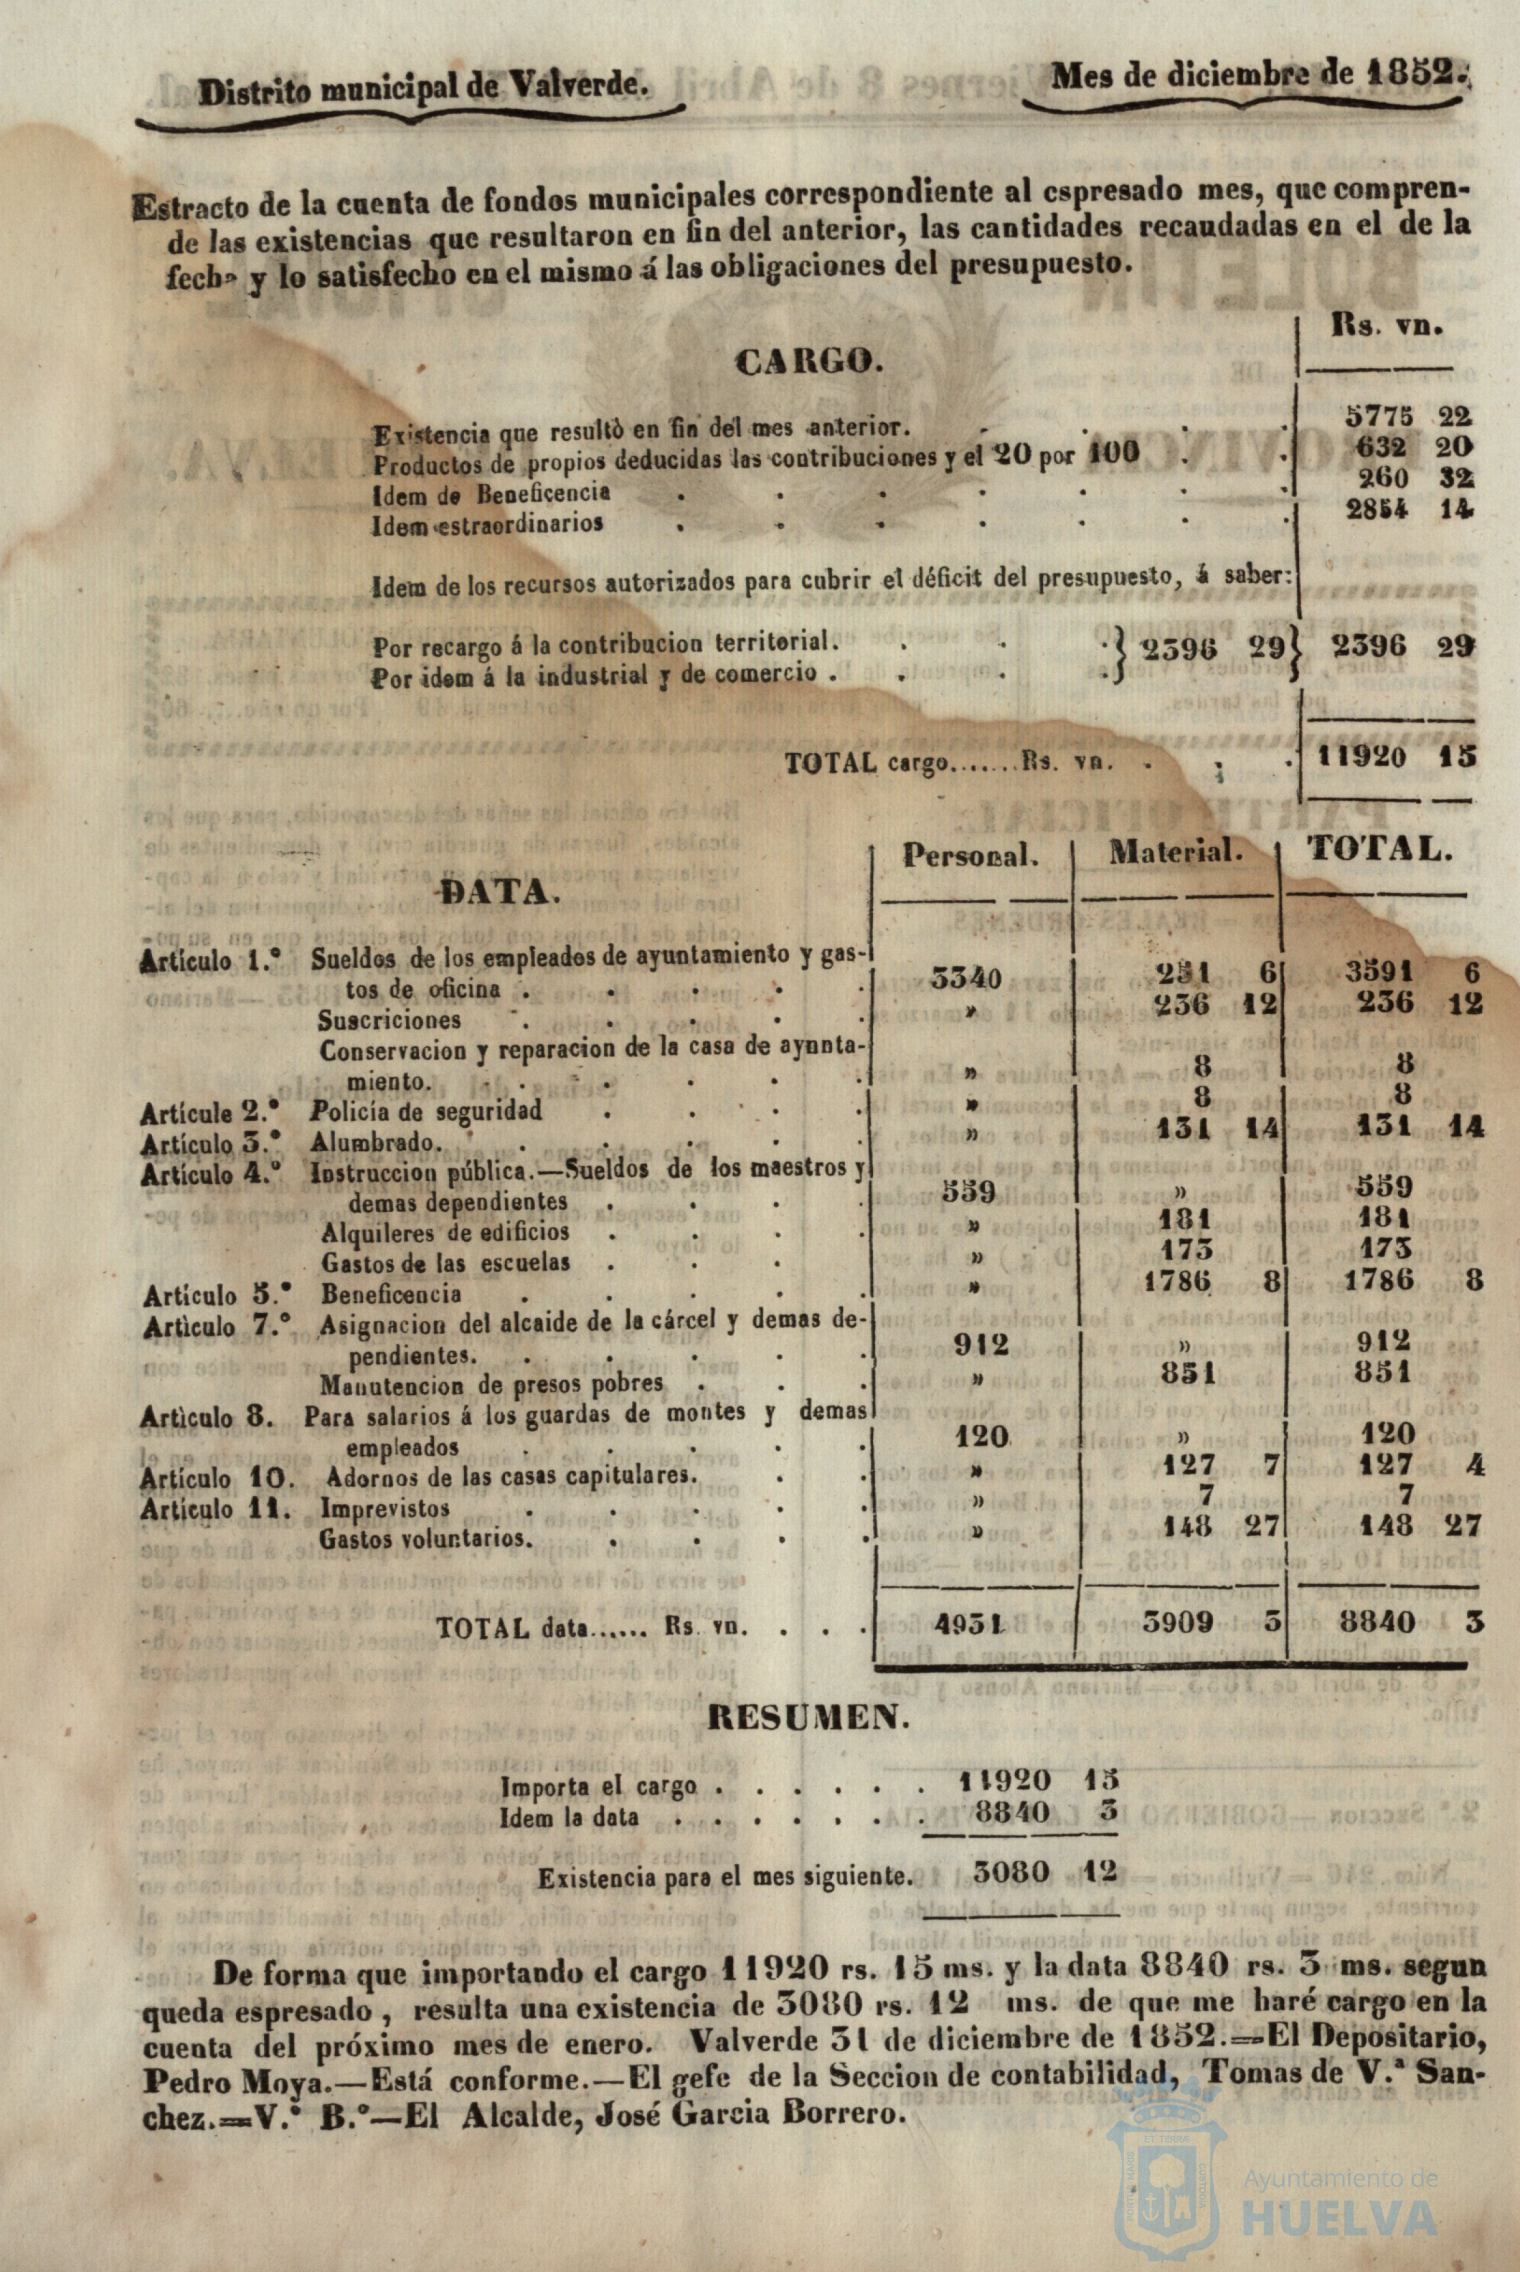 Distrito municipal de Valverde. Mes de diciembre de 1852.
Estracto de la cuenta de fondos municipales correspondiente al espresado mes, que compren-
de las existencias que resultaron en fin del anterior, las cantidades recaudadas en el de la
fecha y lo satisfecho en el mismo á las obligaciones del presupuesto.
Rs. vn.
CARGO.
Existencia que resultò en fin del mes anterior. 5775 22
Productos de propios deducidas las contribuciones y el 20 por 100 632 20
Idem de Beneficencia 260 32
Idem estraordinarios 2854 14
Idem de los recursos autorizados para cubrir el déficit del presupuesto, á saber:
Por recargo á la contribucion territorial. } 2396 29 } 2396 29
Por idem á la industrial y de comercio .
TOTAL cargo.......Rs. vn. 11920 15
Personal. Material. TOTAL.
DATA.
Artículo 1.º Sueldos de los empleados de ayuntamiento y gas-
tos de oficina . 3340 251 6 3591 6
Suscriciones » 236 12 236 12
Conservacion y reparacion de la casa de ayunta-
miento. » 8 8
Artícule 2.º Policía de seguridad » 8 8
Artículo 3.º Alumbrado. » 131 14 131 14
Artículo 4.º Instruccion pública.—Sueldos de los maestros y
demas dependientes 559 » 559
Alquileres de edificios » 181 181
Gastos de las escuelas » 173 173
Artículo 5.º Beneficencia » 1786 8 1786 8
Artìculo 7.º Asignacion del alcaide de la cárcel y demas de-
pendientes. 912 » 912
Manutencion de presos pobres » 851 851
Artìculo 8. Para salarios á los guardas de montes y demas
empleados 120 » 120
Artículo 10. Adornos de las casas capitulares. » 127 7 127 4
Artículo 11. Imprevistos » 7 7
Gastos voluntarios. » 148 27 148 27
TOTAL data...... Rs. vn. 4931 3909 3 8840 3
RESUMEN.
Importa el cargo . . . . . . 11920 15
Idem la data . . . . . . . 8840 3
Existencia para el mes siguiente. 3080 12
De forma que importando el cargo 11920 rs. 15 ms. y la data 8840 rs. 3 ms. segun
queda espresado , resulta una existencia de 3080 rs. 12 ms. de que me haré cargo en la
cuenta del próximo mes de enero. Valverde 31 de diciembre de 1852.—El Depositario,
Pedro Moya.—Está conforme.—El gefe de la Seccion de contabilidad, Tomas de V.ª San-
chez.—V.º B.º—El Alcalde, José Garcia Borrero.
Ayuntamiento de
HUELVA